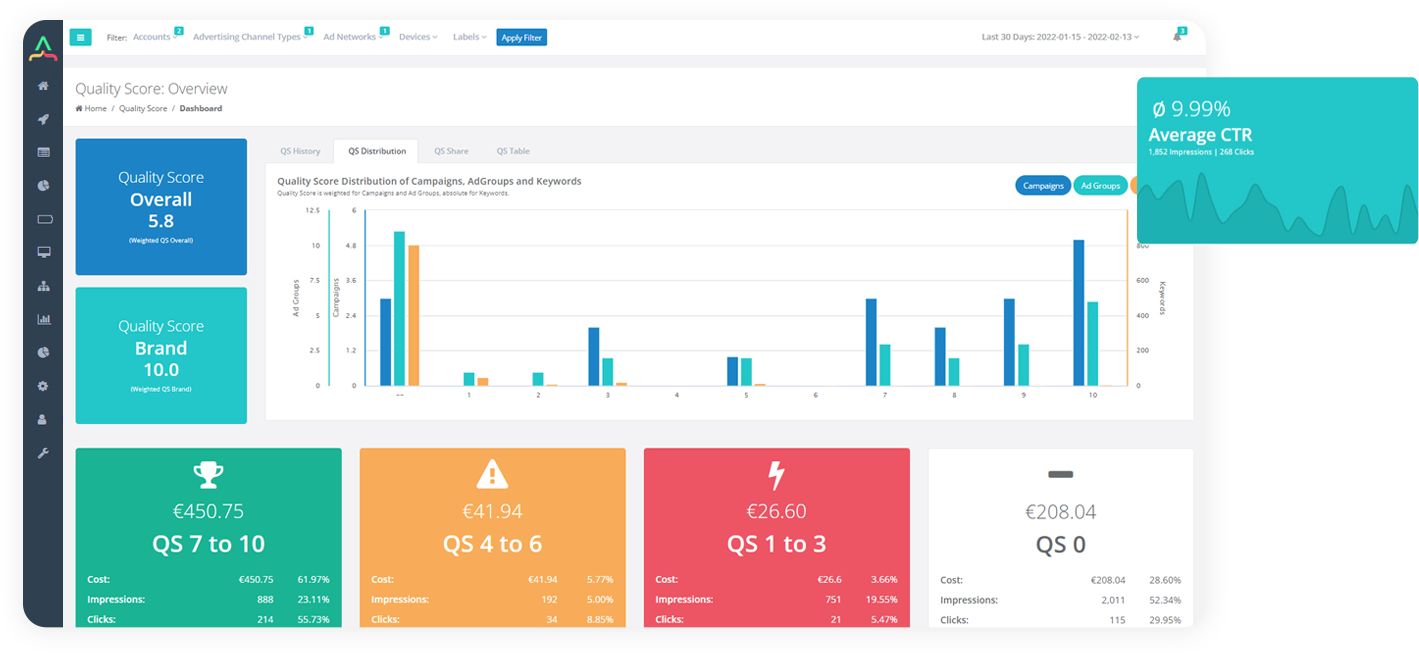 Filter: Accounts 2 Advertising Channel Types 1 Ad Networks 1 Devices Labels Apply Filter Last 30 Days: 2022-01-15 - 2022-02-13 3
Quality Score: Overview
Home / Quality Score / Dashboard
Ø 9.99%
Average CTR
1,852 Impressions | 268 Clicks
Quality Score
Overall
5.8
(Weighted QS Overall)
Quality Score
Brand
10.0
(Weighted QS Brand)
QS History QS Distribution QS Share QS Table
Quality Score Distribution of Campaigns, AdGroups and Keywords
Quality Score is weighted for Campaigns and Ad Groups, absolute for Keywords.
Campaigns Ad Groups
12.5 6
10 4.8 800
7.5 3.6 600
5 2.4 400
2.5 1.2 200
0 0 0
Ad Groups
Campaigns
Keywords
-- 1 2 3 4 5 6 7 8 9 10
€450.75
QS 7 to 10
Cost: €450.75 61.97%
Impressions: 888 23.11%
Clicks: 214 55.73%
€41.94
QS 4 to 6
Cost: €41.94 5.77%
Impressions: 192 5.00%
Clicks: 34 8.85%
€26.60
QS 1 to 3
Cost: €26.6 3.66%
Impressions: 751 19.55%
Clicks: 21 5.47%
€208.04
QS 0
Cost: €208.04 28.60%
Impressions: 2,011 52.34%
Clicks: 115 29.95%